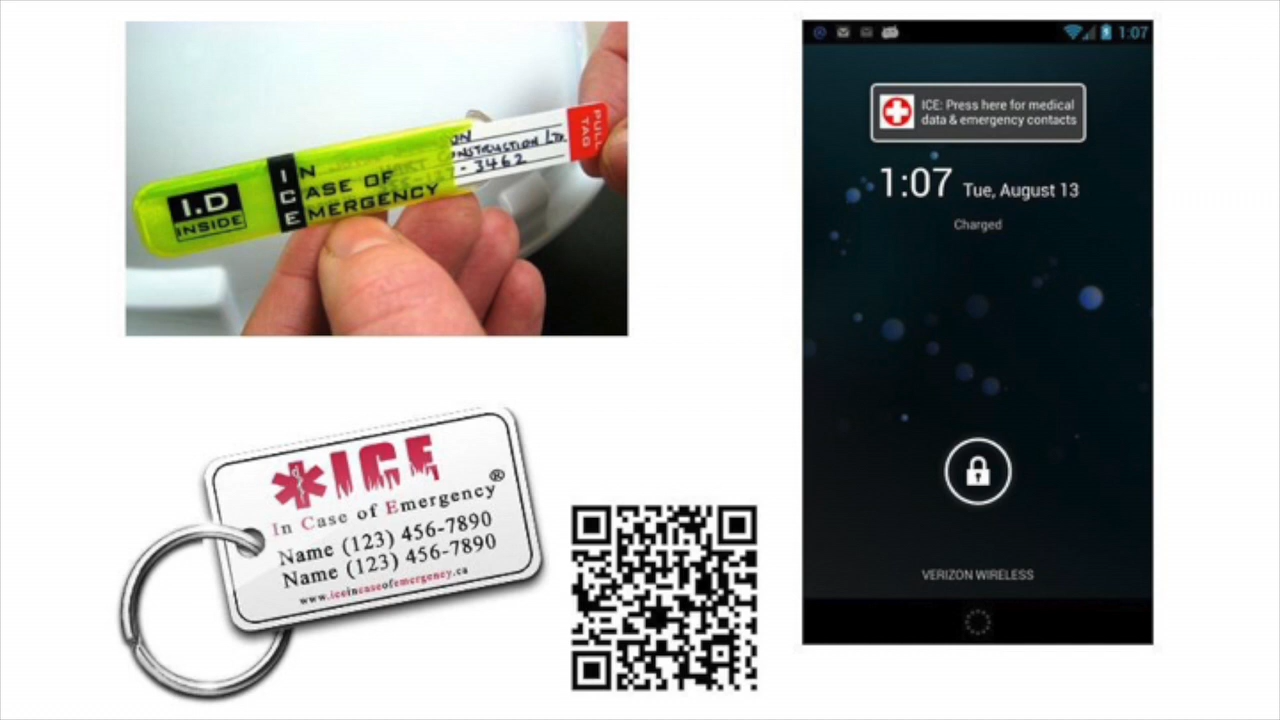 I.D
INSIDE
ICE
IN
CASE OF
EMERGENCY
CONSTRUCTION LTD.
- 3462
PULL
TAG
1:07
ICE: Press here for medical
data & emergency contacts
1:07 Tue, August 13
Charged
VERIZON WIRELESS
ICE
In Case of Emergency®
Name (123) 456-7890
Name (123) 456-7890
www.iceincaseofemergency.ca